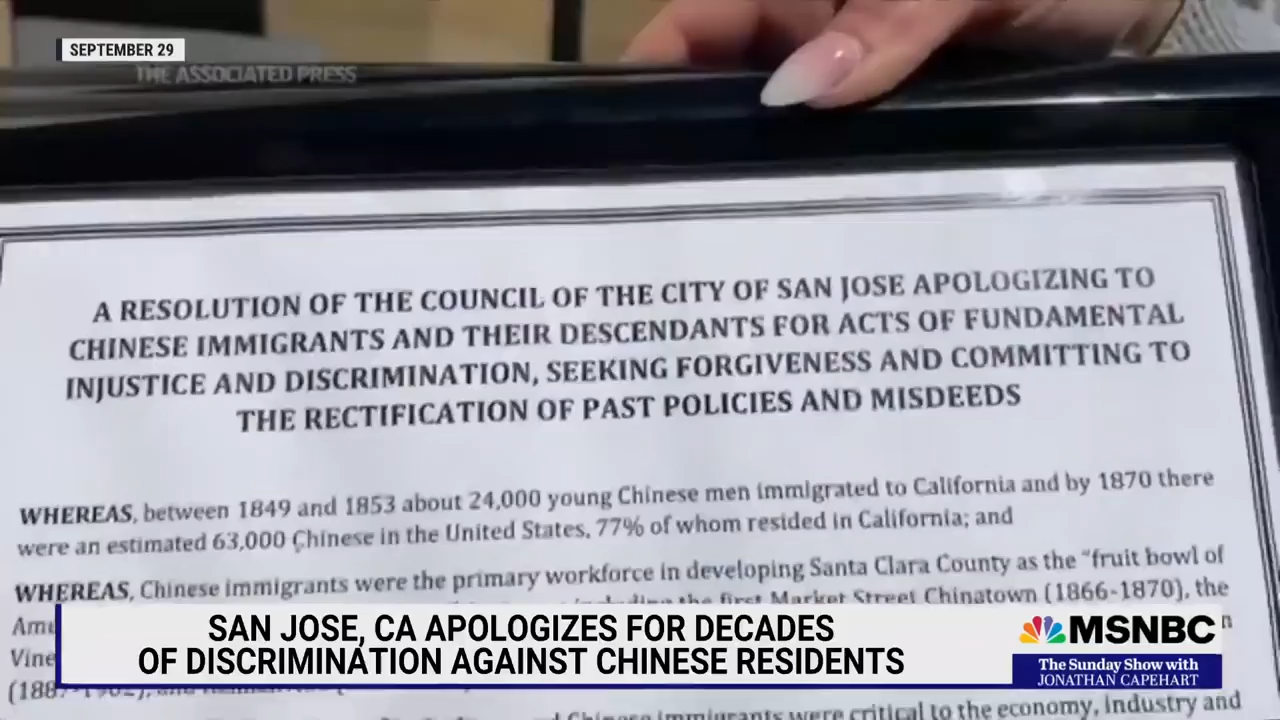 SEPTEMBER 29
THE ASSOCIATED PRESS
A RESOLUTION OF THE COUNCIL OF THE CITY OF SAN JOSE APOLOGIZING TO
CHINESE IMMIGRANTS AND THEIR DESCENDANTS FOR ACTS OF FUNDAMENTAL
INJUSTICE AND DISCRIMINATION, SEEKING FORGIVENESS AND COMMITTING TO
THE RECTIFICATION OF PAST POLICIES AND MISDEEDS
WHEREAS, between 1849 and 1853 about 24,000 young Chinese men immigrated to California and by 1870 there
were an estimated 63,000 Chinese in the United States, 77% of whom resided in California; and
WHEREAS, Chinese immigrants were the primary workforce in developing Santa Clara County as the "fruit bowl of
the first Market Street Chinatown (1866-1870), the
SAN JOSE, CA APOLOGIZES FOR DECADES
OF DISCRIMINATION AGAINST CHINESE RESIDENTS
MSNBC
The Sunday Show with
JONATHAN CAPEHART
Chinese immigrants were critical to the economy, industry and